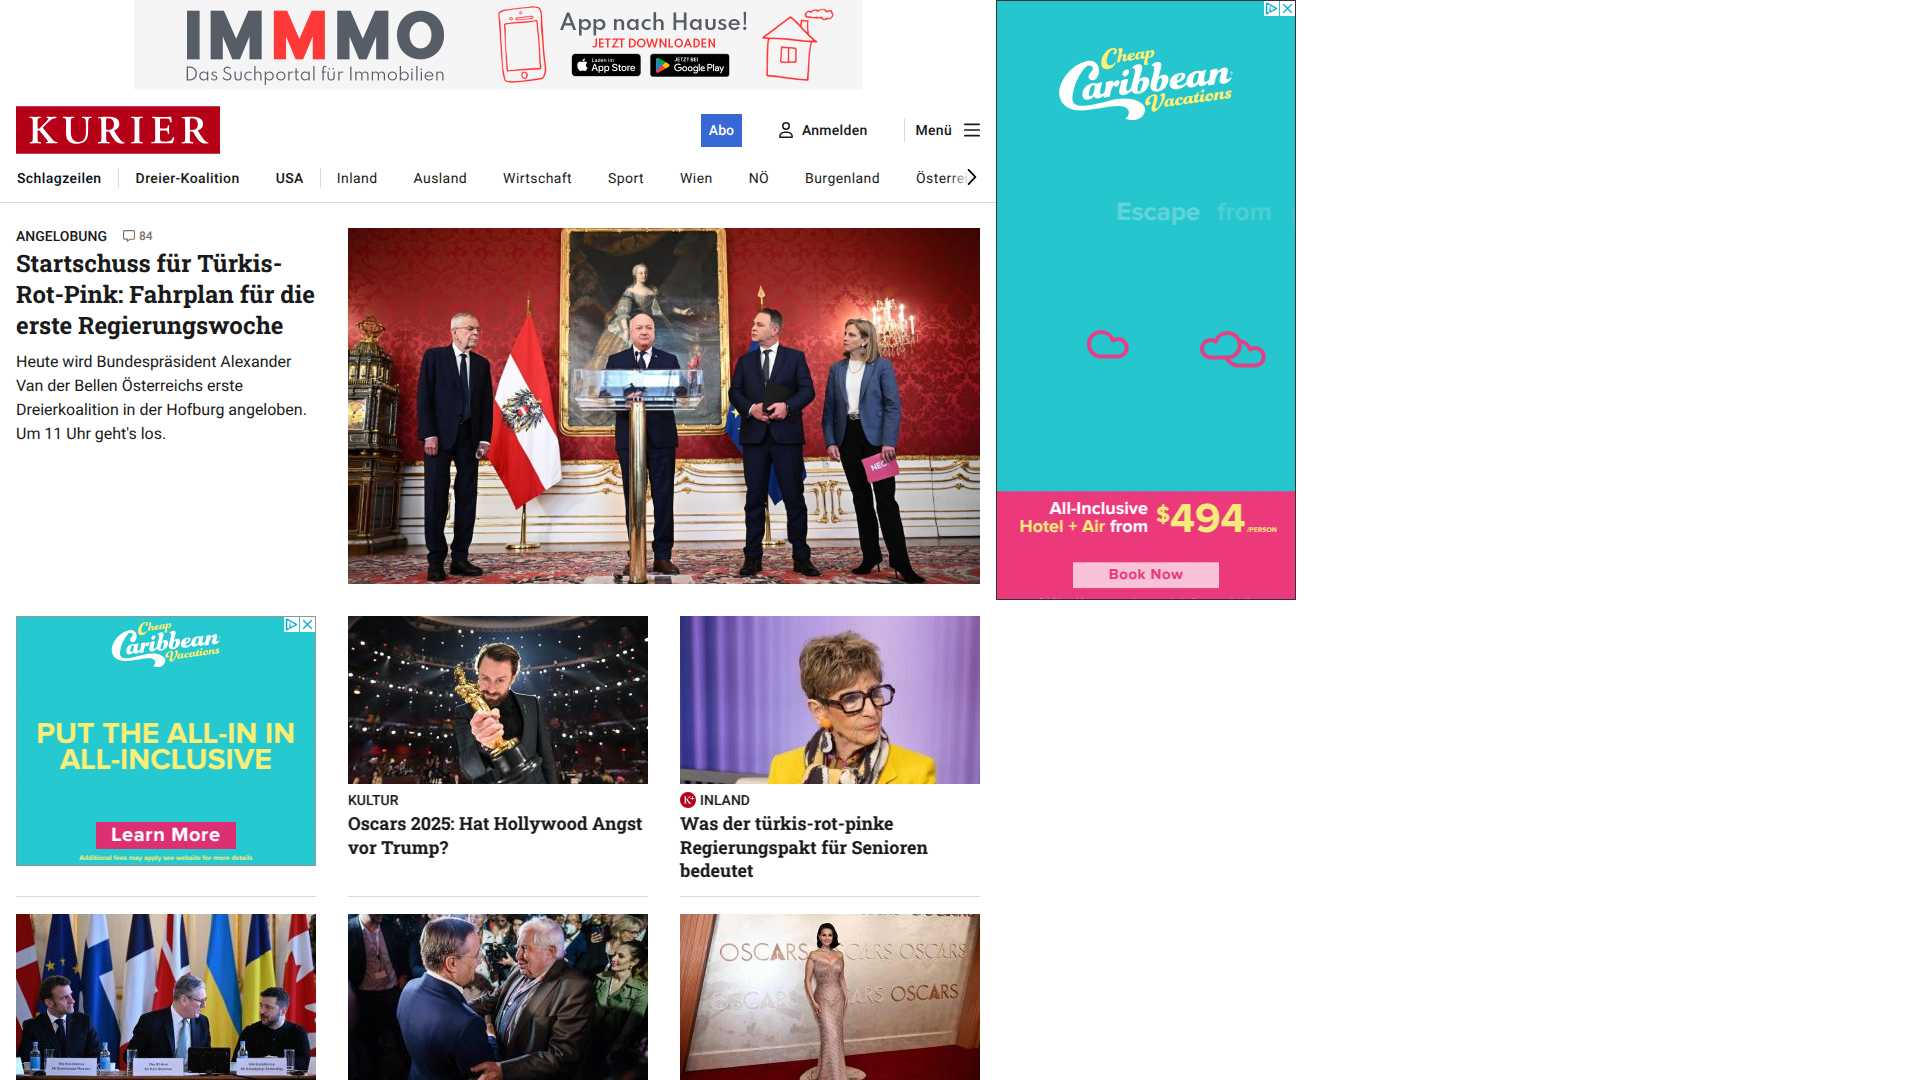 IMMMO
Das Suchportal für Immobilien
App nach Hause!
JETZT DOWNLOADEN
Laden im
App Store
JETZT BEI
Google Play
KURIER
Abo
Anmelden
Menü
Schlagzeilen
Dreier-Koalition
USA
Inland
Ausland
Wirtschaft
Sport
Wien
NÖ
Burgenland
Österre
ANGELOBUNG 84
Startschuss für Türkis-
Rot-Pink: Fahrplan für die
erste Regierungswoche
Heute wird Bundespräsident Alexander
Van der Bellen Österreichs erste
Dreierkoalition in der Hofburg angeloben.
Um 11 Uhr geht's los.
NEO
Cheap
Caribbean
Vacations
Escape from
All-Inclusive
Hotel + Air from
$494 /PERSON
Book Now
Cheap
Caribbean
Vacations
PUT THE ALL-IN IN
ALL-INCLUSIVE
Learn More
Additional fees may apply see website for more details
KULTUR
Oscars 2025: Hat Hollywood Angst
vor Trump?
K+ INLAND
Was der türkis-rot-pinke
Regierungspakt für Senioren
bedeutet
OSCARS OSCARS OSCARS
OSCARS OSCARS OSCARS